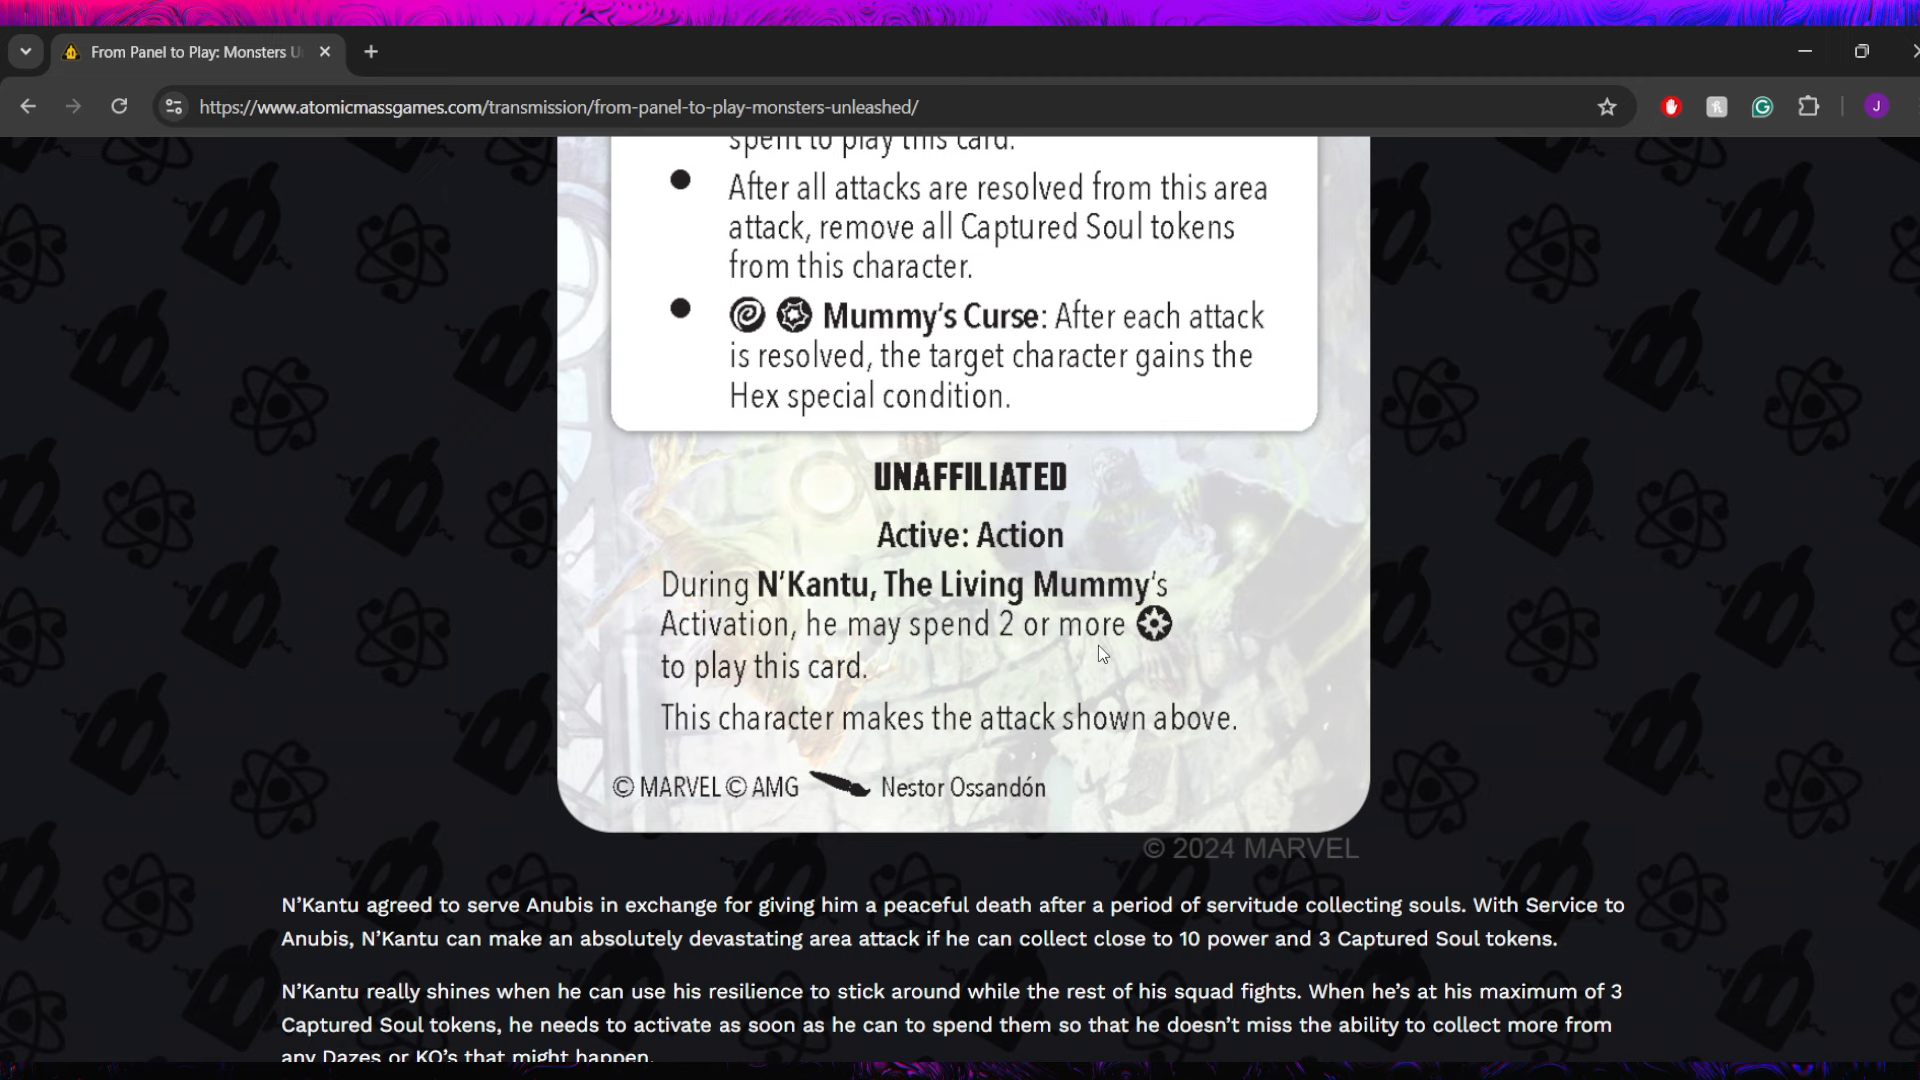 From Panel to Play: Monsters U
https://www.atomicmassgames.com/transmission/from-panel-to-play-monsters-unleashed/
J
spent to play this card.
After all attacks are resolved from this area
attack, remove all Captured Soul tokens
from this character.
Mummy's Curse: After each attack
is resolved, the target character gains the
Hex special condition.
UNAFFILIATED
Active: Action
During N'Kantu, The Living Mummy's
Activation, he may spend 2 or more
to play this card.
This character makes the attack shown above.
© MARVEL © AMG Nestor Ossandón
© 2024 MARVEL
N’Kantu agreed to serve Anubis in exchange for giving him a peaceful death after a period of servitude collecting souls. With Service to
Anubis, N’Kantu can make an absolutely devastating area attack if he can collect close to 10 power and 3 Captured Soul tokens.
N’Kantu really shines when he can use his resilience to stick around while the rest of his squad fights. When he’s at his maximum of 3
Captured Soul tokens, he needs to activate as soon as he can to spend them so that he doesn’t miss the ability to collect more from
any Dazes or KO’s that might happen.